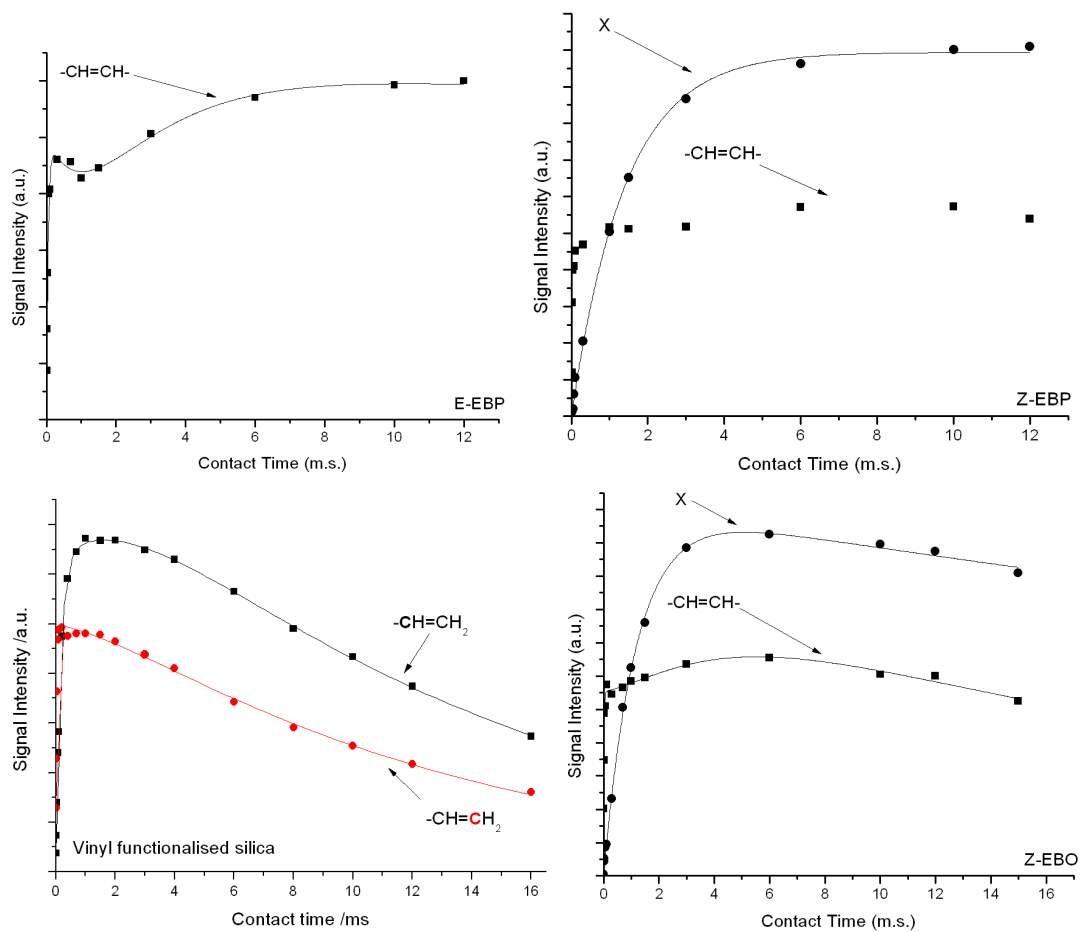 -CH=CH-
Signal Intensity (a.u.)
E-EBP
0 2 4 6 8 10 12
Contact Time (m.s.)
X
-CH=CH-
Signal Intensity (a.u.)
Z-EBP
0 2 4 6 8 10 12
Contact Time (m.s.)
-CH=CH2
-CH=CH2
Signal Intensity /a.u.
Vinyl functionalised silica
0 2 4 6 8 10 12 14 16
Contact time /ms
X
-CH=CH-
Signal Intensity (a.u.)
Z-EBO
0 2 4 6 8 10 12 14 16
Contact Time (m.s.)